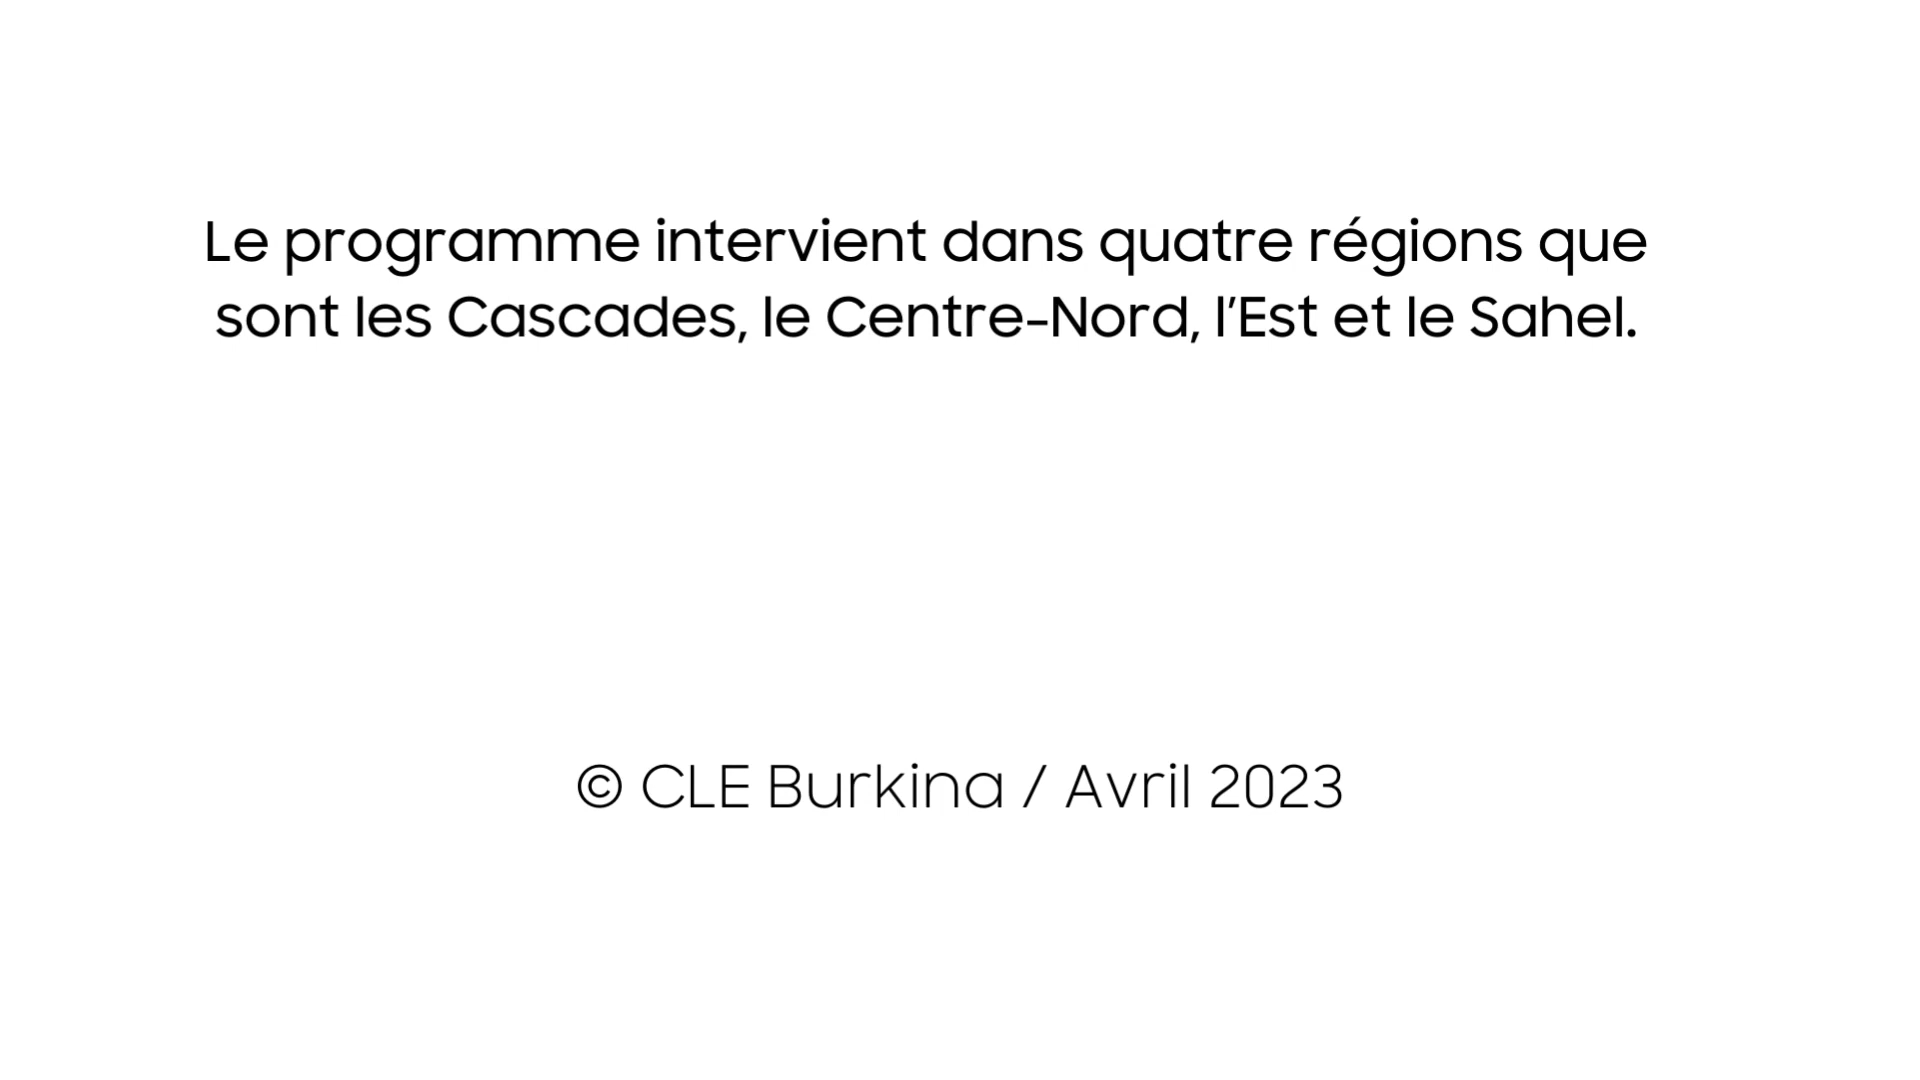 Le programme intervient dans quatre régions que
sont les Cascades, le Centre-Nord, l’Est et le Sahel.
© CLE Burkina / Avril 2023